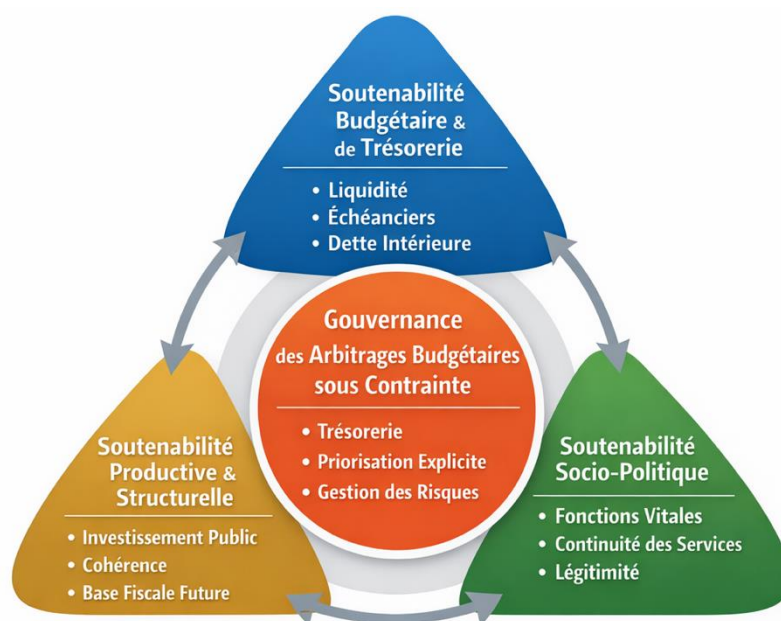 Soutenabilité
Budgétaire &
de Trésorerie
• Liquidité
• Échéanciers
• Dette Intérieure
Gouvernance
des Arbitrages Budgétaires
sous Contrainte
• Trésorerie
• Priorisation Explicite
• Gestion des Risques
Soutenabilité
Productive &
Structurelle
• Investissement Public
• Cohérence
• Base Fiscale Future
Soutenabilité
Socio-Politique
• Fonctions Vitales
• Continuité des Services
• Légitimité